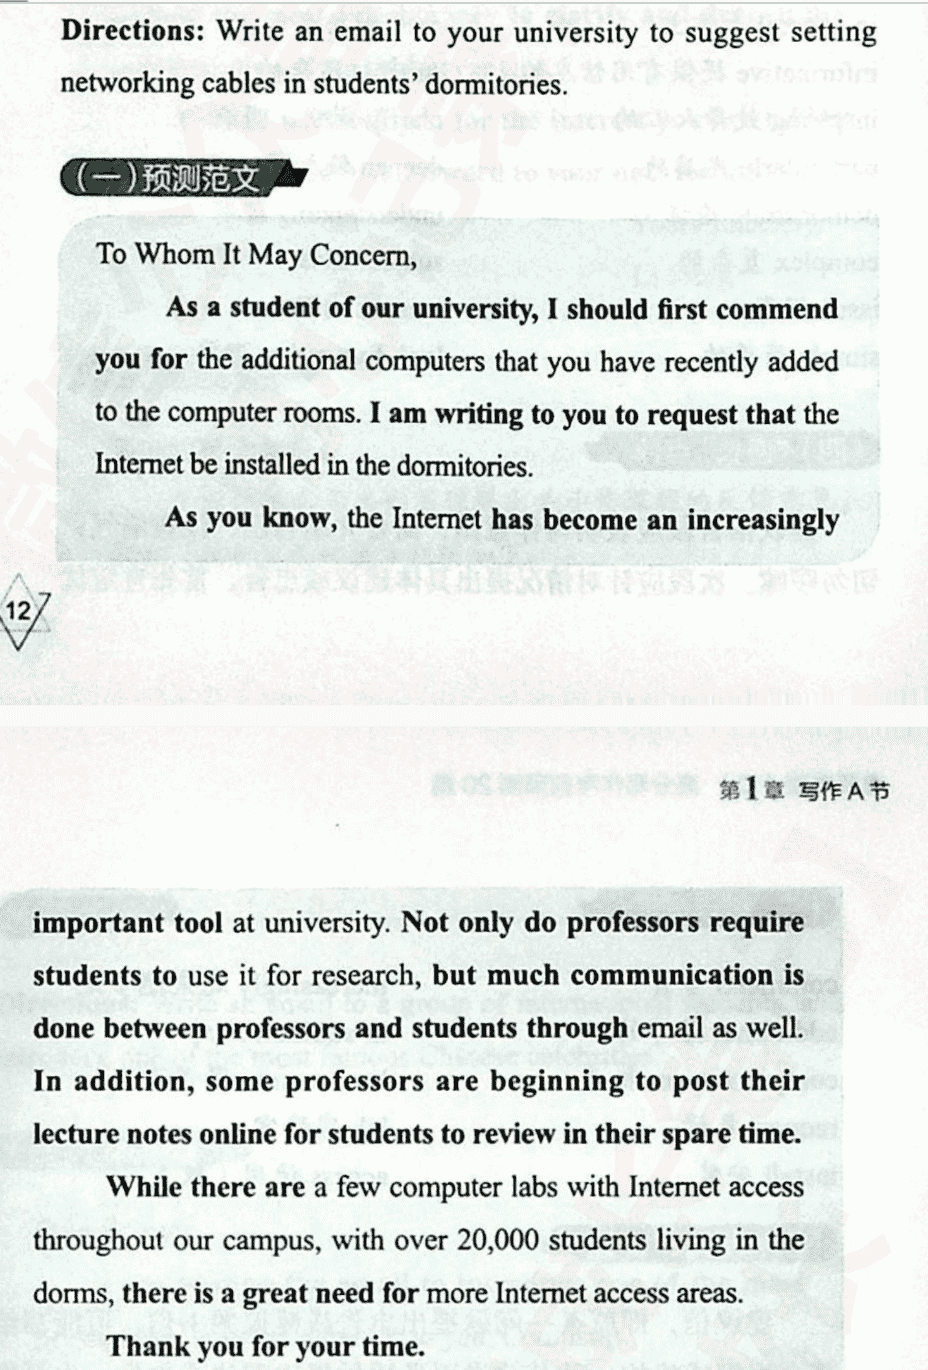 Directions: Write an email to your university to suggest setting
networking cables in students' dormitories.
(一)预测范文
To Whom It May Concern,
As a student of our university, I should first commend
you for the additional computers that you have recently added
to the computer rooms. I am writing to you to request that the
Internet be installed in the dormitories.
As you know, the Internet has become an increasingly
12
第1章 写作A节
important tool at university. Not only do professors require
students to use it for research, but much communication is
done between professors and students through email as well.
In addition, some professors are beginning to post their
lecture notes online for students to review in their spare time.
While there are a few computer labs with Internet access
throughout our campus, with over 20,000 students living in the
dorms, there is a great need for more Internet access areas.
Thank you for your time.